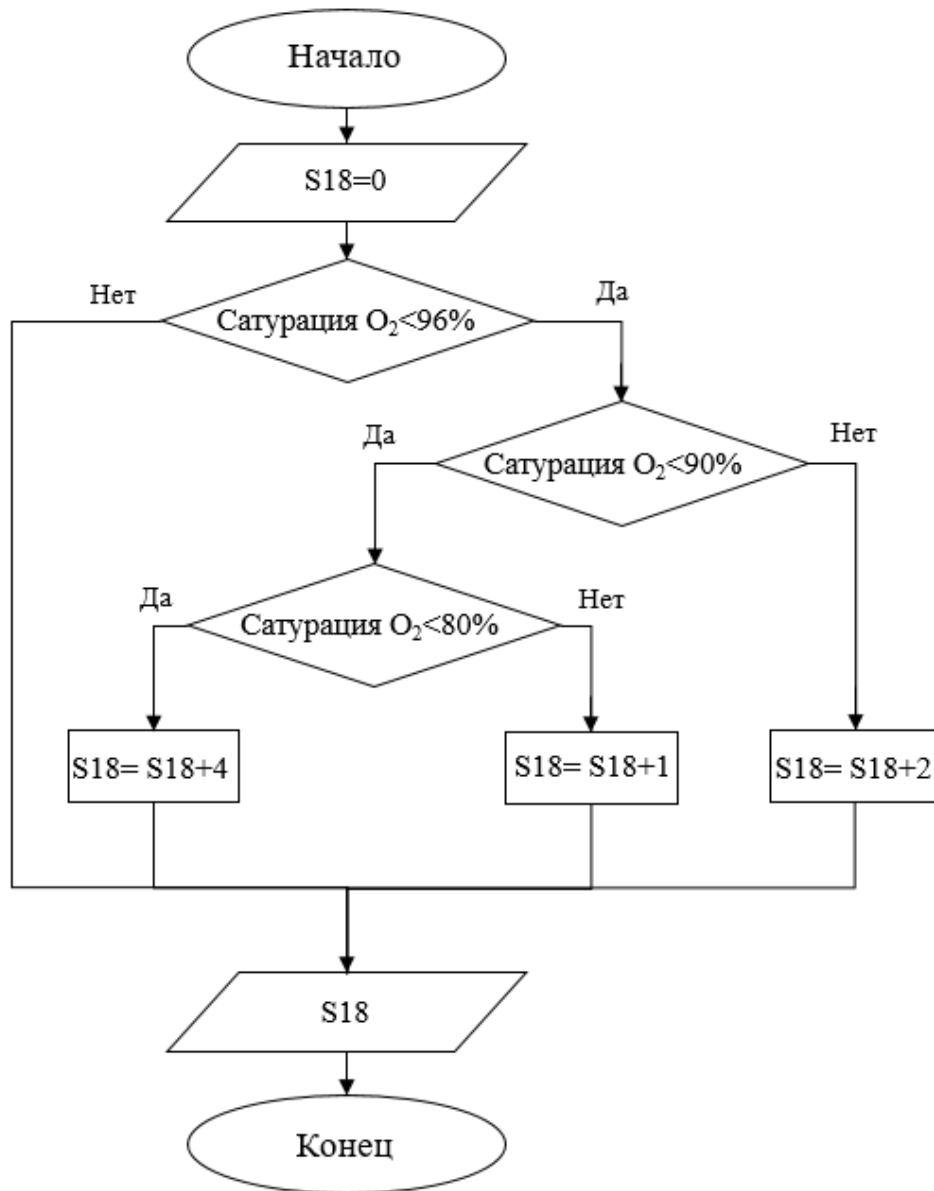 Начало
S18=0
Нет
Да
Сатурация O₂<96%
Да
Нет
Сатурация O₂<90%
Да
Нет
Сатурация O₂<80%
S18= S18+4
S18= S18+1
S18= S18+2
S18
Конец